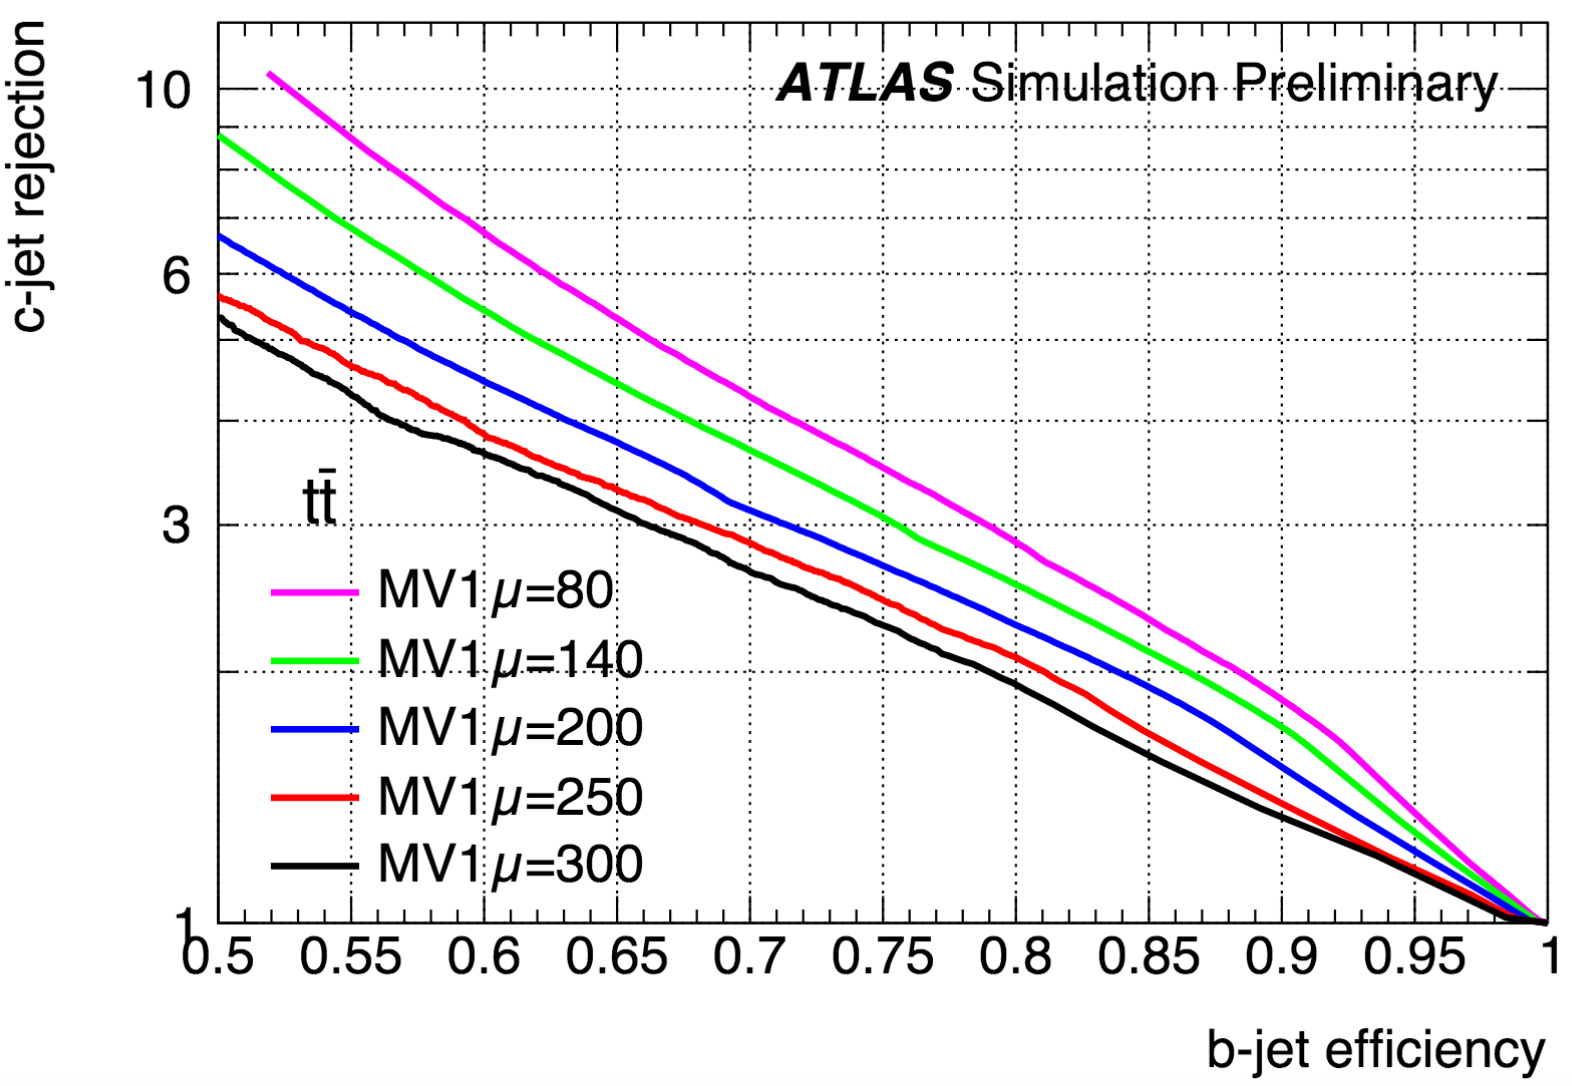 c-jet rejection
ATLAS Simulation Preliminary
10
6
3
1
tt̄
MV1 μ=80
MV1 μ=140
MV1 μ=200
MV1 μ=250
MV1 μ=300
0.5 0.55 0.6 0.65 0.7 0.75 0.8 0.85 0.9 0.95 1
b-jet efficiency